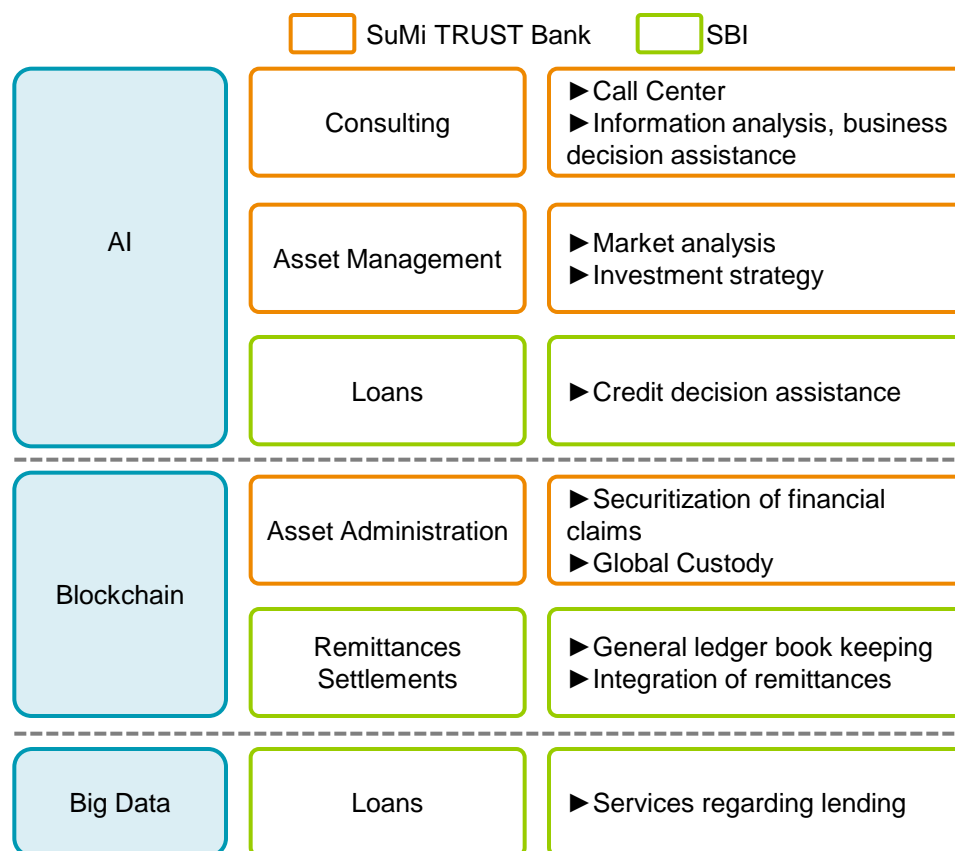 SuMi TRUST Bank SBI
AI
Consulting
►Call Center
►Information analysis, business
decision assistance
Asset Management
►Market analysis
►Investment strategy
Loans
►Credit decision assistance
Blockchain
Asset Administration
►Securitization of financial
claims
►Global Custody
Remittances
Settlements
►General ledger book keeping
►Integration of remittances
Big Data
Loans
►Services regarding lending